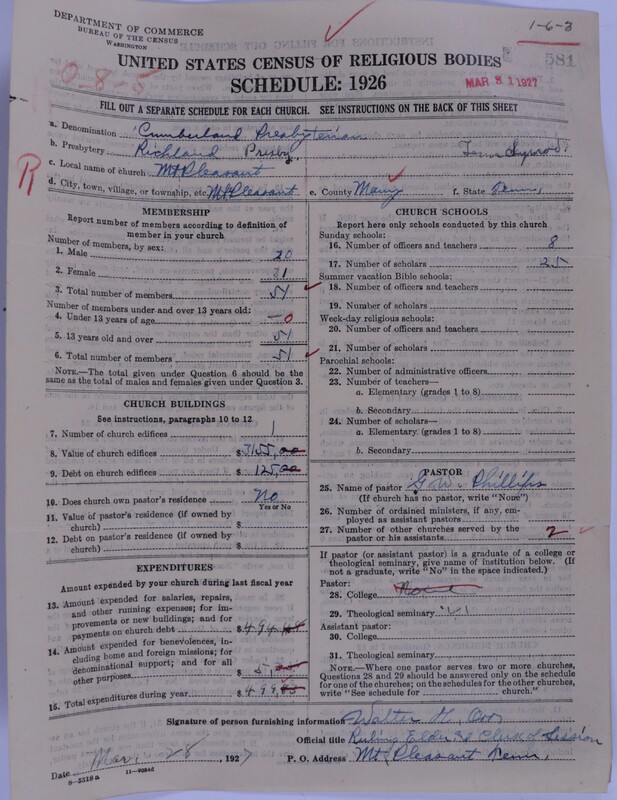 DEPARTMENT OF COMMERCE
BUREAU OF THE CENSUS
WASHINGTON
1-6-3
0-8-5
581
UNITED STATES CENSUS OF RELIGIOUS BODIES
SCHEDULE: 1926
MAR 31 1927
FILL OUT A SEPARATE SCHEDULE FOR EACH CHURCH. SEE INSTRUCTIONS ON THE BACK OF THIS SHEET
a. Denomination Cumberland Presbyterian
b. Presbytery Richland Presby. Tenn Synod
c. Local name of church Mt Pleasant
R
d. City, town, village, or township, etc. Mt Pleasant e. County Maury f. State Tenn,
MEMBERSHIP
Report number of members according to definition of
member in your church
Number of members, by sex:
1. Male 20
2. Female 31
3. Total number of members 51
Number of members under and over 13 years old:
4. Under 13 years of age 0
5. 13 years old and over 51
6. Total number of members 51
NOTE.—The total given under Question 6 should be the
same as the total of males and females given under Question 3.
CHURCH BUILDINGS
See instructions, paragraphs 10 to 12
7. Number of church edifices 1
8. Value of church edifices $3155,00
9. Debt on church edifices $125,00
10. Does church own pastor's residence No
Yes or No
11. Value of pastor's residence (if owned by
church) $
12. Debt on pastor's residence (if owned by
church) $
EXPENDITURES
Amount expended by your church during last fiscal year
13. Amount expended for salaries, repairs,
and other running expenses; for im-
provements or new buildings; and for
payments on church debt $494
14. Amount expended for benevolences, in-
cluding home and foreign missions; for
denominational support; and for all
other purposes $5,
15. Total expenditures during year $499
CHURCH SCHOOLS
Report here only schools conducted by this church
Sunday schools:
16. Number of officers and teachers 8
17. Number of scholars 25
Summer vacation Bible schools:
18. Number of officers and teachers
19. Number of scholars
Week-day religious schools:
20. Number of officers and teachers
21. Number of scholars
Parochial schools:
22. Number of administrative officers
23. Number of teachers—
a. Elementary (grades 1 to 8)
b. Secondary
24. Number of scholars—
a. Elementary (grades 1 to 8)
b. Secondary
PASTOR
25. Name of pastor G.W. Phillips
(If church has no pastor, write "None")
26. Number of ordained ministers, if any, em-
ployed as assistant pastors
27. Number of other churches served by the
pastor or his assistants 2
If pastor (or assistant pastor) is a graduate of a college or
theological seminary, give name of institution below. (If
not a graduate, write "No" in the space indicated.)
Pastor:
28. College None
29. Theological seminary
Assistant pastor:
30. College
31. Theological seminary
NOTE.—Where one pastor serves two or more churches,
Questions 28 and 29 should be answered only on the schedule
for one of the churches; on the schedules for the other churches,
write "See schedule for church."
Signature of person furnishing information Walter
Official title Ruling Elder & Clerk of Session
Date Mar. 28, 1927 P. O. Address Mt Pleasant Tenn,
8-5318a